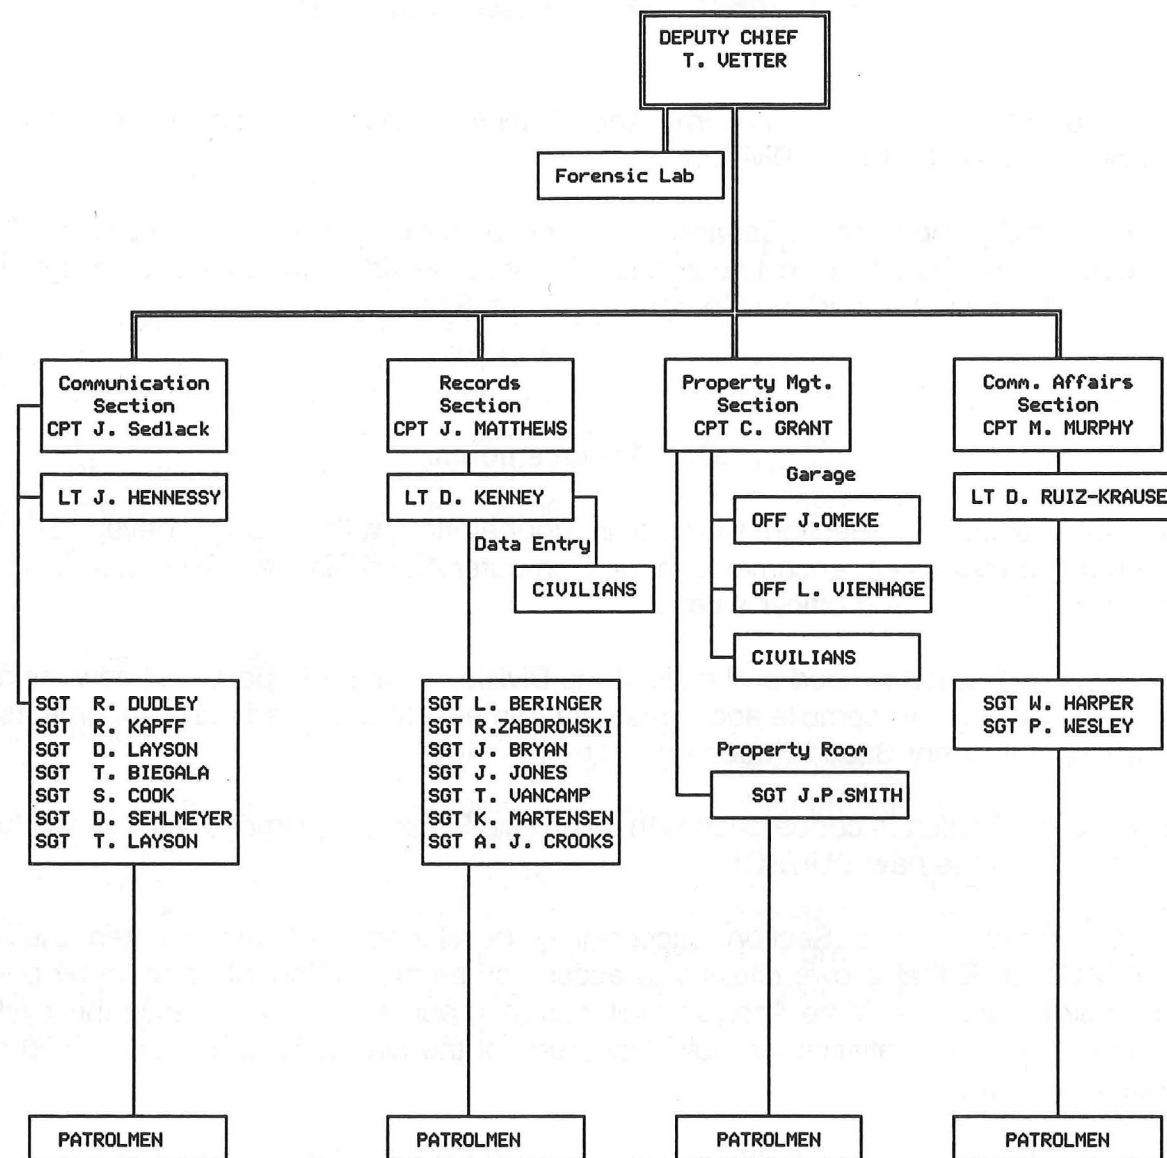 DEPUTY CHIEF
T. VETTER
Forensic Lab
Communication
Section
CPT J. Sedlack
LT J. HENNESSY
SGT R. DUDLEY
SGT R. KAPFF
SGT D. LAYSON
SGT T. BIEGALA
SGT S. COOK
SGT D. SEHLMEYER
SGT T. LAYSON
PATROLMEN
Records
Section
CPT J. MATTHEWS
LT D. KENNEY
Data Entry
CIVILIANS
SGT L. BERINGER
SGT R.ZABOROWSKI
SGT J. BRYAN
SGT J. JONES
SGT T. VANCAMP
SGT K. MARTENSEN
SGT A. J. CROOKS
PATROLMEN
Property Mgt.
Section
CPT C. GRANT
Garage
OFF J.OMEKE
OFF L. VIENHAGE
CIVILIANS
Property Room
SGT J.P.SMITH
PATROLMEN
Comm. Affairs
Section
CPT M. MURPHY
LT D. RUIZ-KRAUSE
SGT W. HARPER
SGT P. WESLEY
PATROLMEN